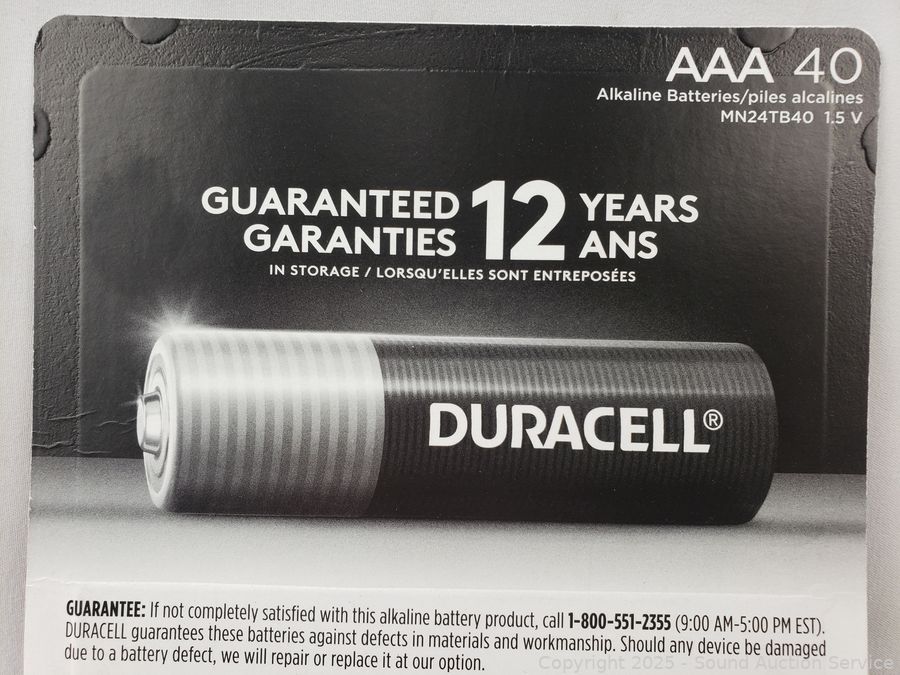 AAA 40
Alkaline Batteries/piles alcalines
MN24TB40 1.5 V
GUARANTEED 12 YEARS
GARANTIES ANS
IN STORAGE / LORSQU'ELLES SONT ENTREPOSÉES
DURACELL®
GUARANTEE: If not completely satisfied with this alkaline battery product, call 1-800-551-2355 (9:00 AM-5:00 PM EST).
DURACELL guarantees these batteries against defects in materials and workmanship. Should any device be damaged
due to a battery defect, we will repair or replace it at our option.
Copyright 2025 - Sound Auction Service